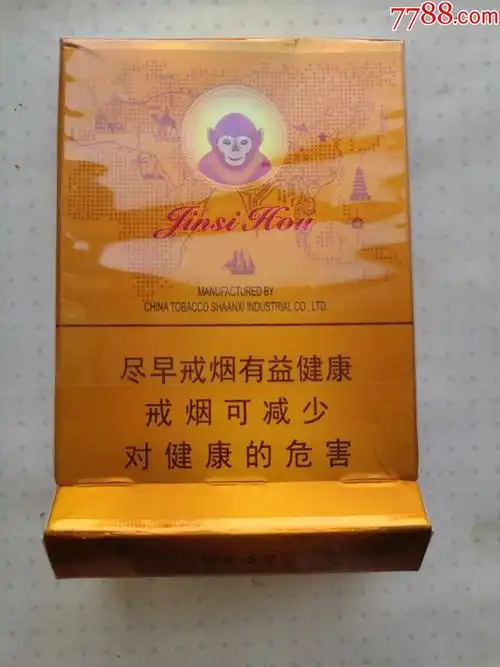 7788.com
Jinsi Hou
MANUFACTURED BY
CHINA TOBACCO SHAANXI INDUSTRIAL CO., LTD.
尽早戒烟有益健康
戒烟可减少
对健康的危害